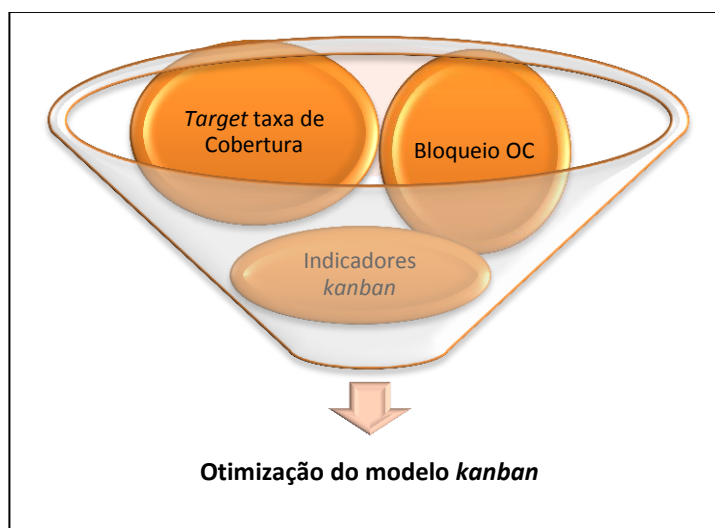 Target taxa de
Cobertura
Bloqueio OC
Indicadores
kanban
Otimização do modelo kanban